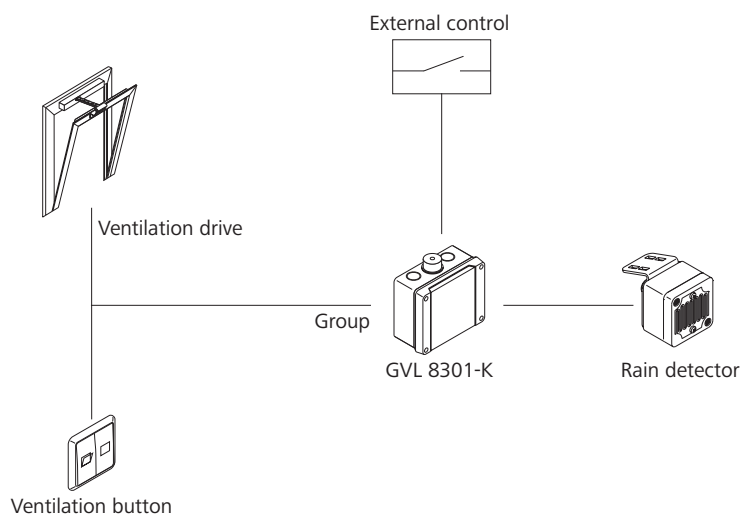 External control
Ventilation drive
Group
GVL 8301-K
Rain detector
Ventilation button